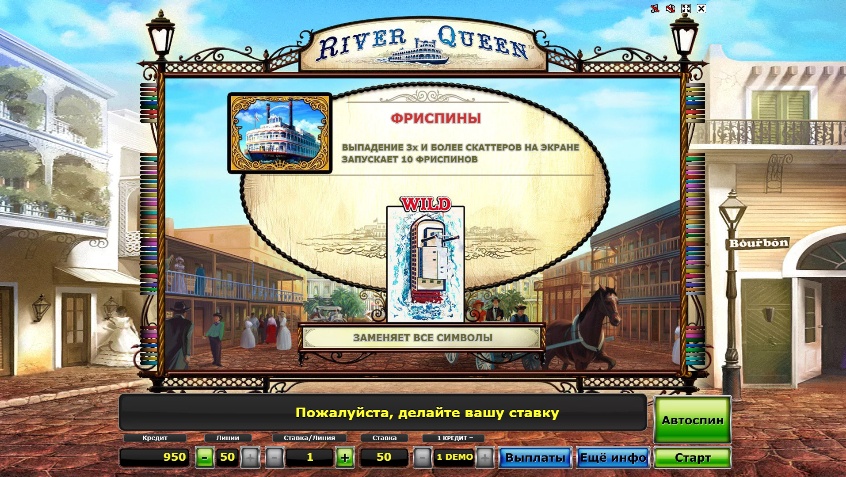 RIVER QUEEN
ФРИСПИНЫ
ВЫПАДЕНИЕ 3х И БОЛЕЕ СКАТТЕРОВ НА ЭКРАНЕ
ЗАПУСКАЕТ 10 ФРИСПИНОВ
WILD
Bourbon
ЗАМЕНЯЕТ ВСЕ СИМВОЛЫ
Пожалуйста, делайте вашу ставку
Автоспин
Кредит Линии Ставка/Линия Ставка 1 КРЕДИТ =
950 - 50 - 1 + 50 - 1 DEMO + Выплаты Ещё инфо Старт